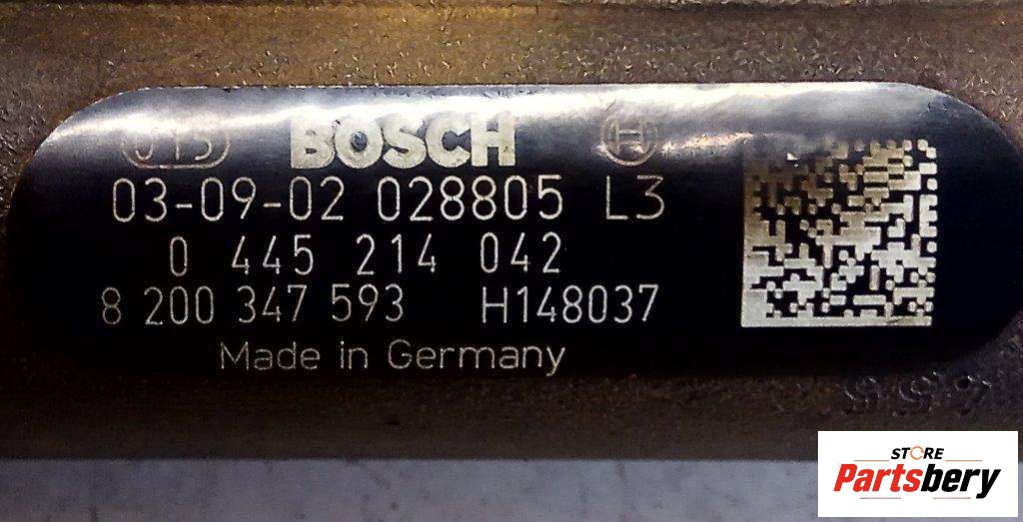 015 BOSCH H
03-09-02 028805 L3
0 445 214 042
8 200 347 593 H148037
Made in Germany
STORE
Partsbery